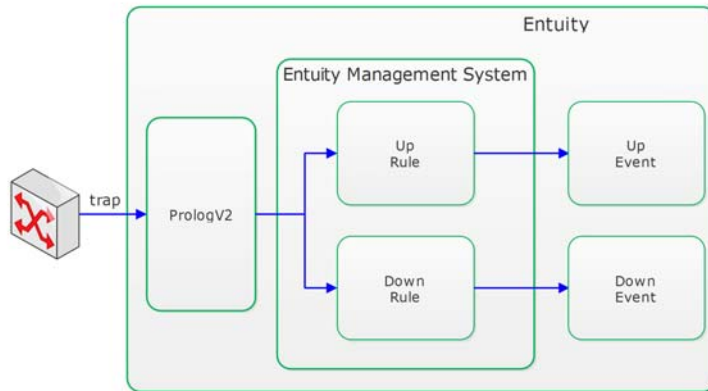 Entuity
Entuity Management System
trap
PrologV2
Up
Rule
Up
Event
Down
Rule
Down
Event